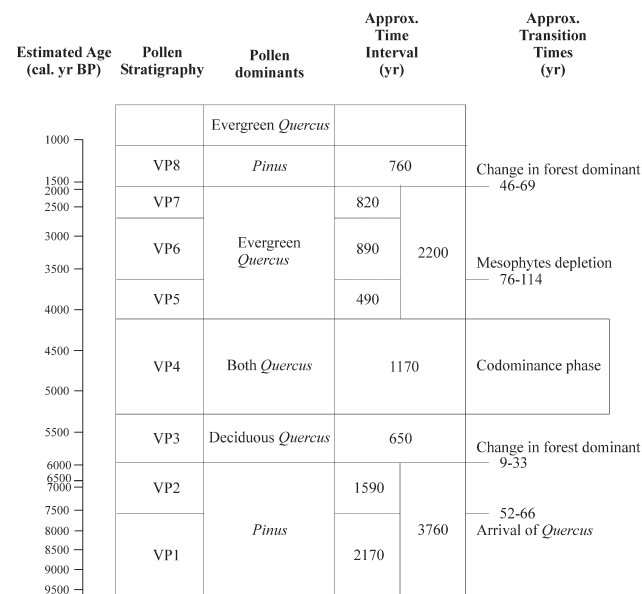 Estimated Age
(cal. yr BP)
Pollen
Stratigraphy
Pollen
dominants
Approx.
Time
Interval
(yr)
Approx.
Transition
Times
(yr)
Evergreen Quercus
1000
VP8
Pinus
760
Change in forest dominant
46-69
1500
2000
VP7
820
2500
3000
VP6
Evergreen
Quercus
890
2200
Mesophytes depletion
76-114
3500
VP5
490
4000
4500
VP4
Both Quercus
1170
Codominance phase
5000
5500
VP3
Deciduous Quercus
650
Change in forest dominant
9-33
6000
6500
7000
VP2
1590
52-66
7500
Pinus
3760
Arrival of Quercus
8000
8500
VP1
2170
9000
9500